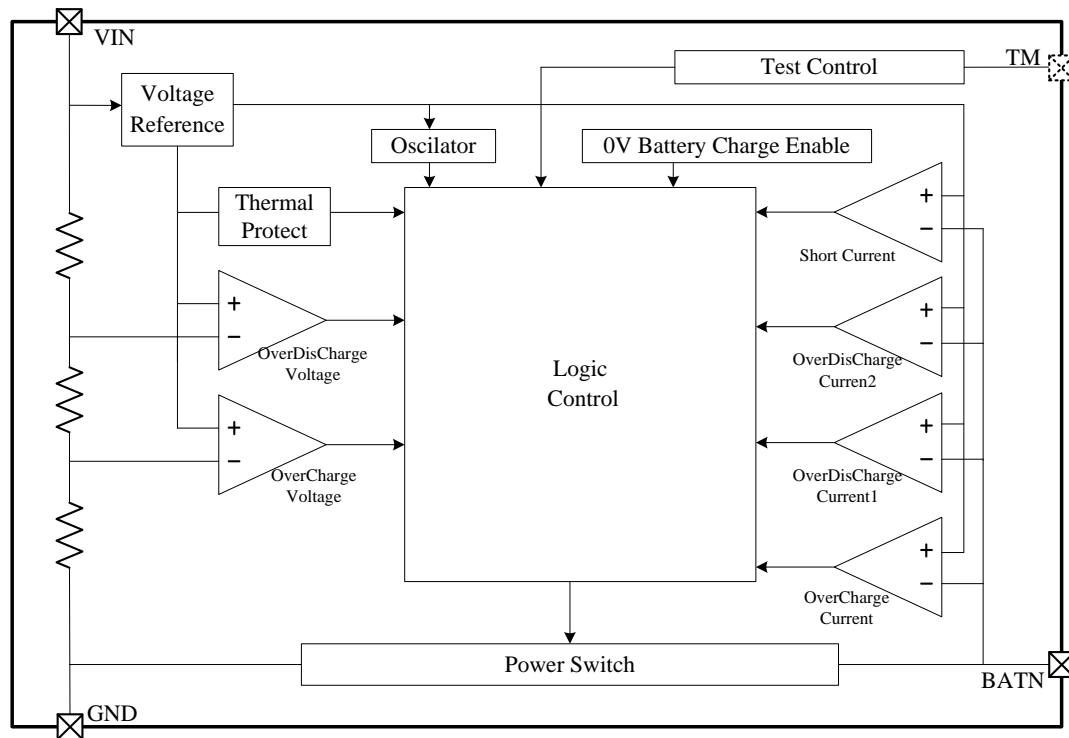 VIN
TM
Test Control
Voltage
Reference
Oscilator
0V Battery Charge Enable
Thermal
Protect
+
−
Short Current
+
−
OverDisCharge
Voltage
+
−
OverDisCharge
Curren2
Logic
Control
+
−
OverCharge
Voltage
+
−
OverDisCharge
Current1
+
−
OverCharge
Current
Power Switch
BATN
GND